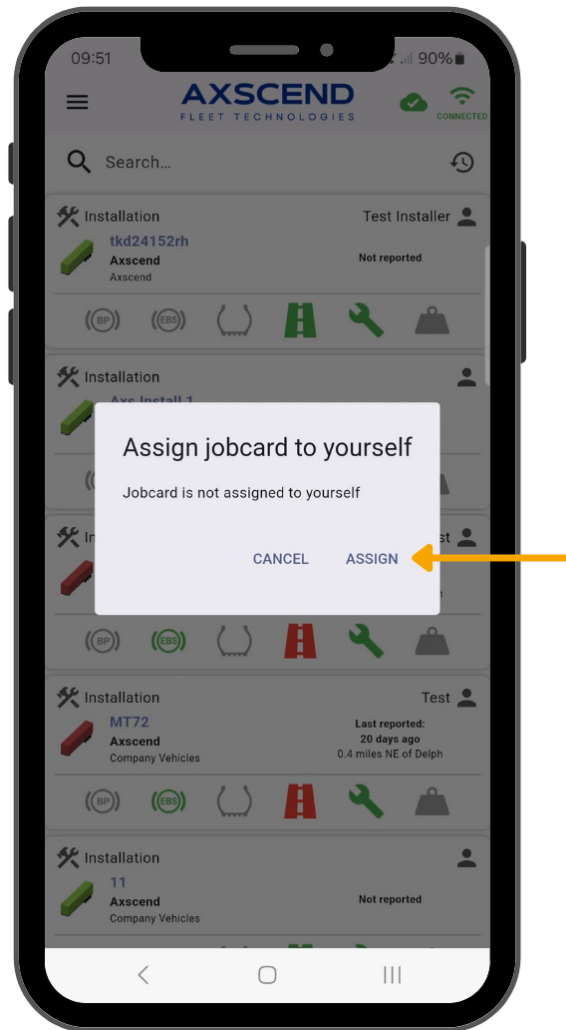 09:51
90%
AXSCEND
FLEET TECHNOLOGIES
CONNECTED
Search...
Installation
Test Installer
tkd24152rh
Axscend
Axscend
Not reported
BP
EBS
Installation
Axs Install 1
Assign jobcard to yourself
Jobcard is not assigned to yourself
CANCEL ASSIGN
BP
EBS
Installation
Test
MT72
Axscend
Company Vehicles
Last reported:
20 days ago
0.4 miles NE of Delph
BP
EBS
Installation
11
Axscend
Company Vehicles
Not reported